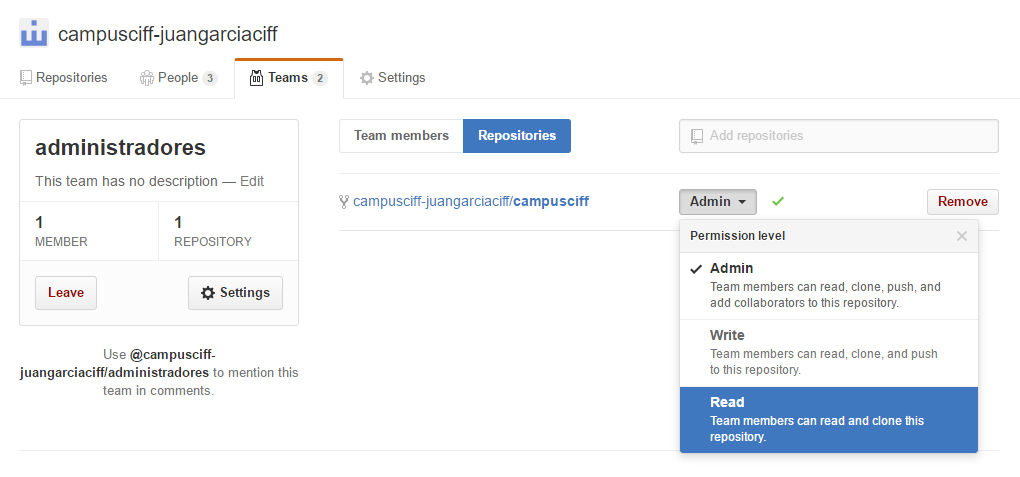 campusciff-juangarciaciff
Repositories People 3 Teams 2 Settings
administradores
This team has no description — Edit
1
MEMBER
1
REPOSITORY
Leave Settings
Use @campusciff-
juangarciaciff/administradores to mention this
team in comments.
Team members Repositories
Add repositories
campusciff-juangarciaciff/campusciff
Admin
Remove
Permission level
Admin
Team members can read, clone, push, and
add collaborators to this repository.
Write
Team members can read, clone, and push
to this repository.
Read
Team members can read and clone this
repository.